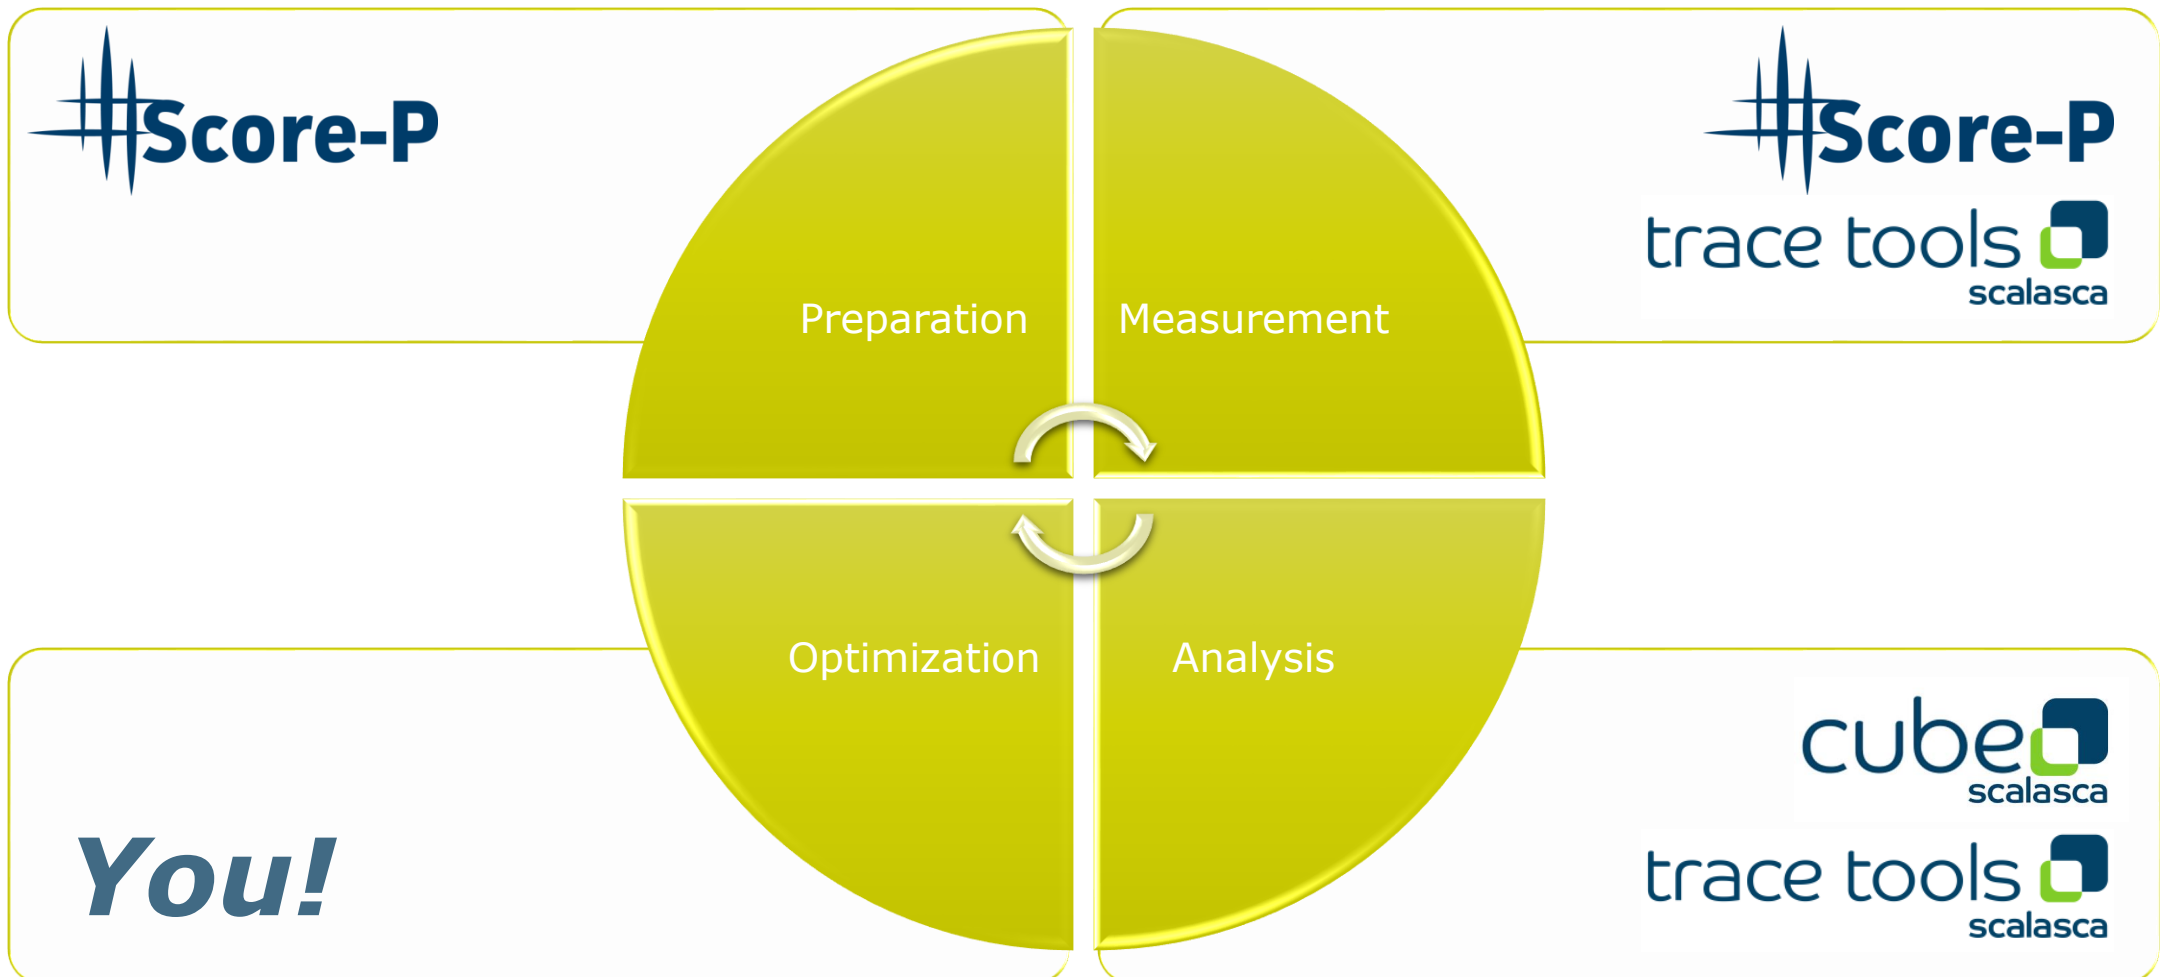 Score-P
Preparation
Measurement
Score-P
trace tools
scalasca
Optimization
You!
Analysis
cube
scalasca
trace tools
scalasca